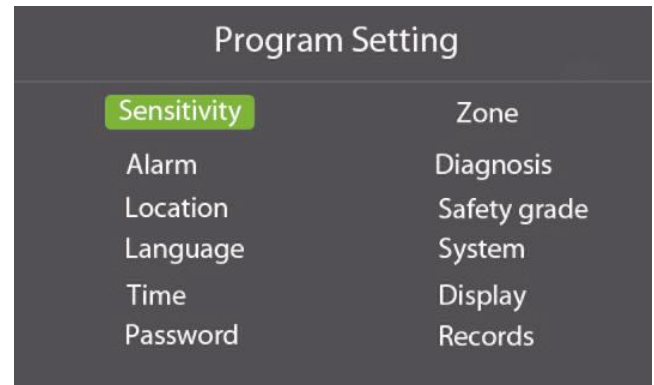 Program Setting
Sensitivity Zone
Alarm Diagnosis
Location Safety grade
Language System
Time Display
Password Records